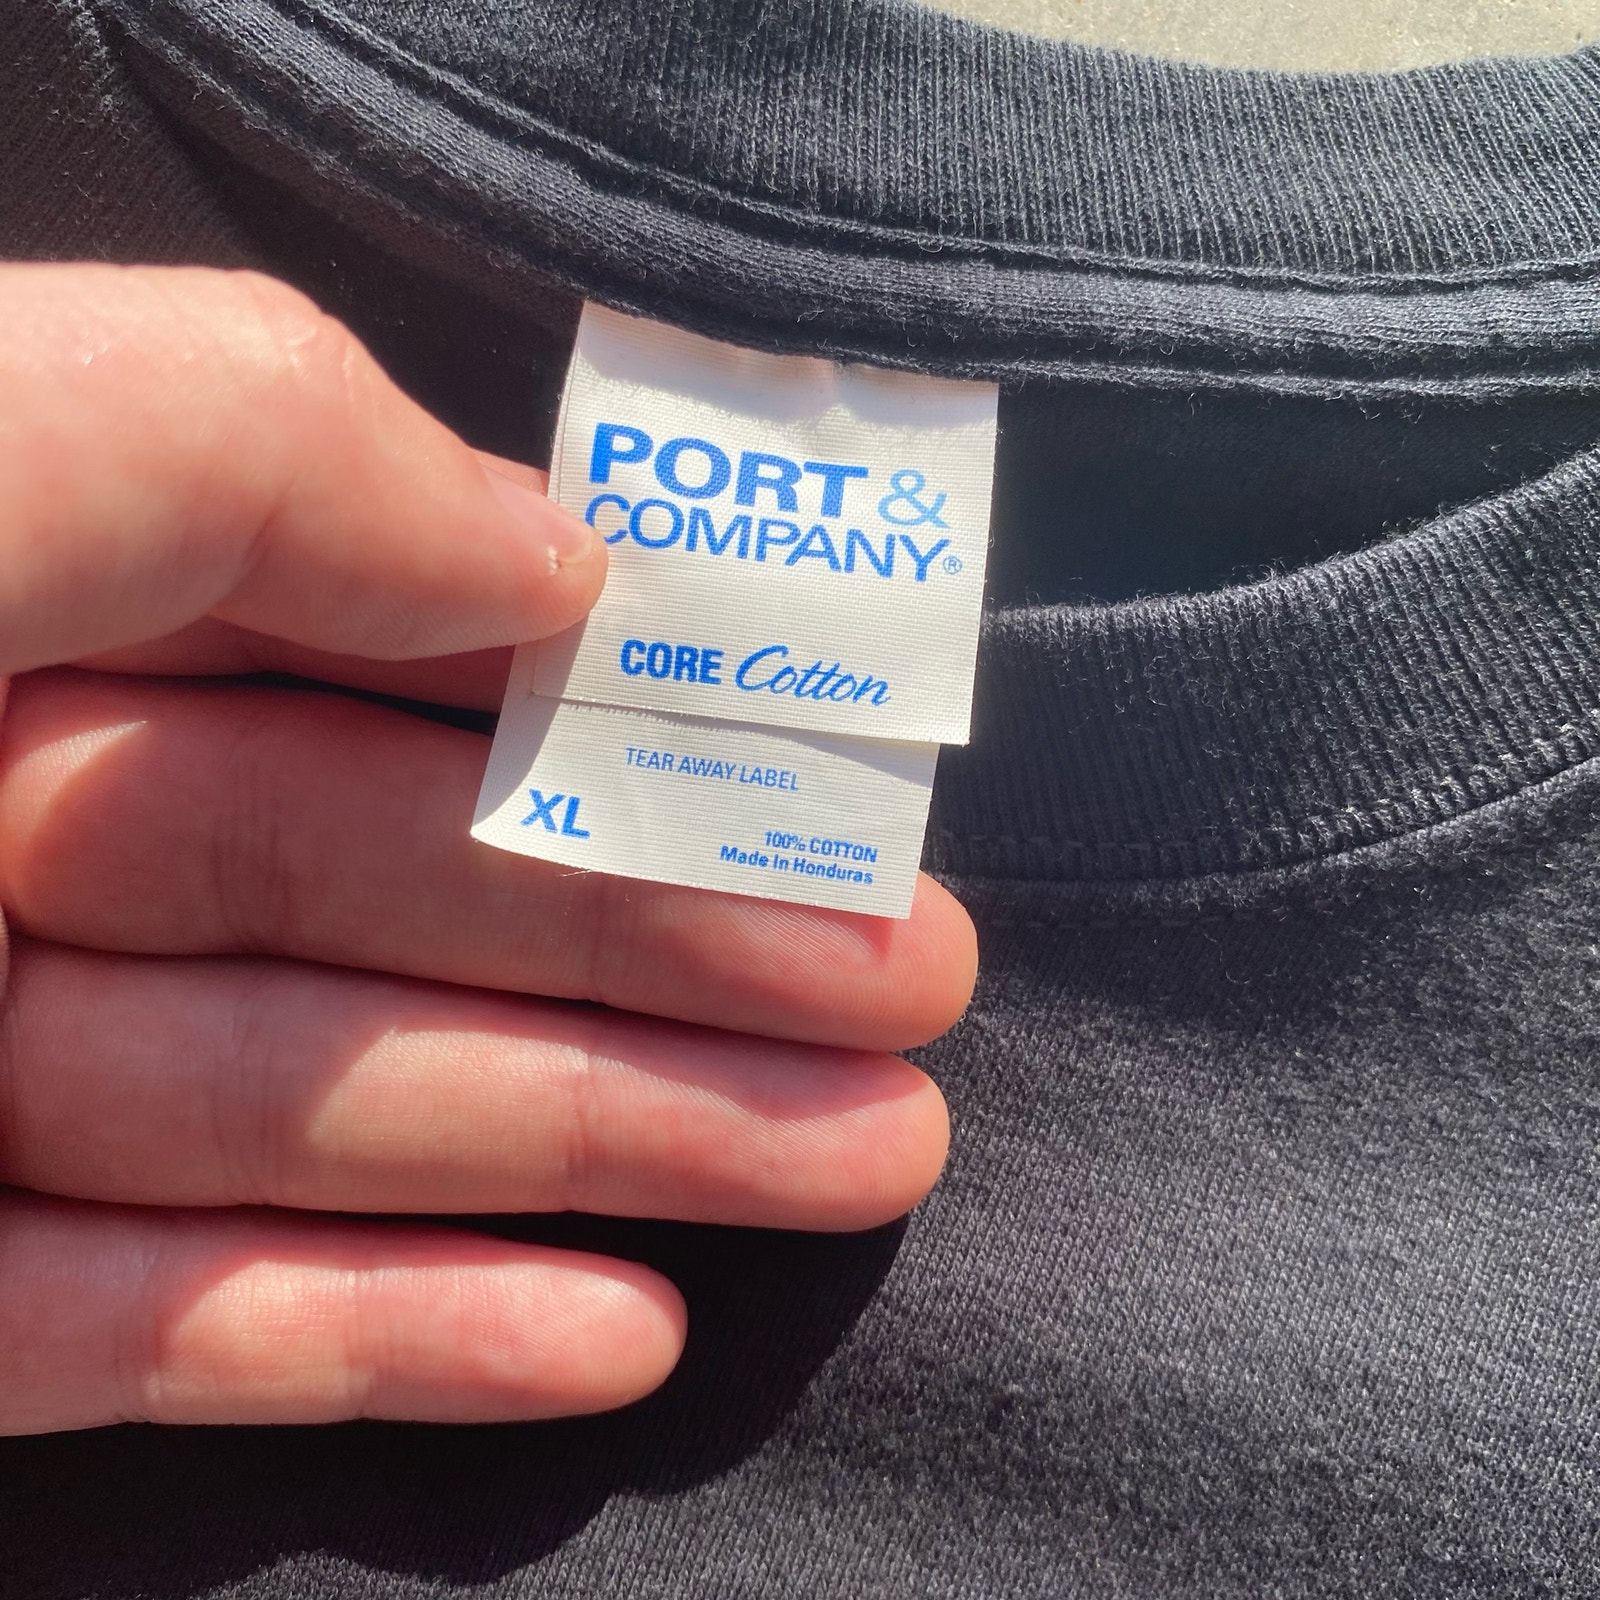 PORT &
COMPANY®
CORE Cotton
TEAR AWAY LABEL
XL
100% COTTON
Made In Honduras